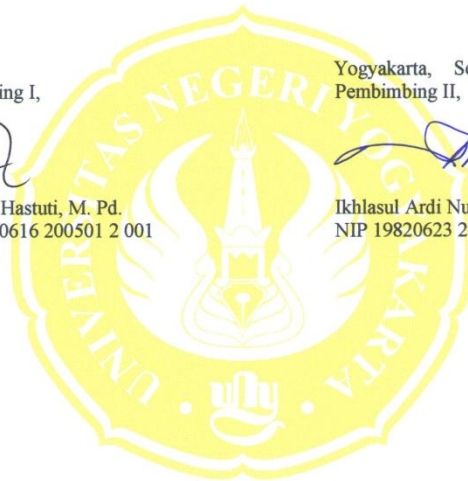 Yogyakarta,
ing I,
Pembimbing II,
Hastuti, M. Pd.
Ikhlasul Ardi Nu
0616 200501 2 001
NIP 19820623 2
UNIVERSITAS NEGERI YOGYAKARTA